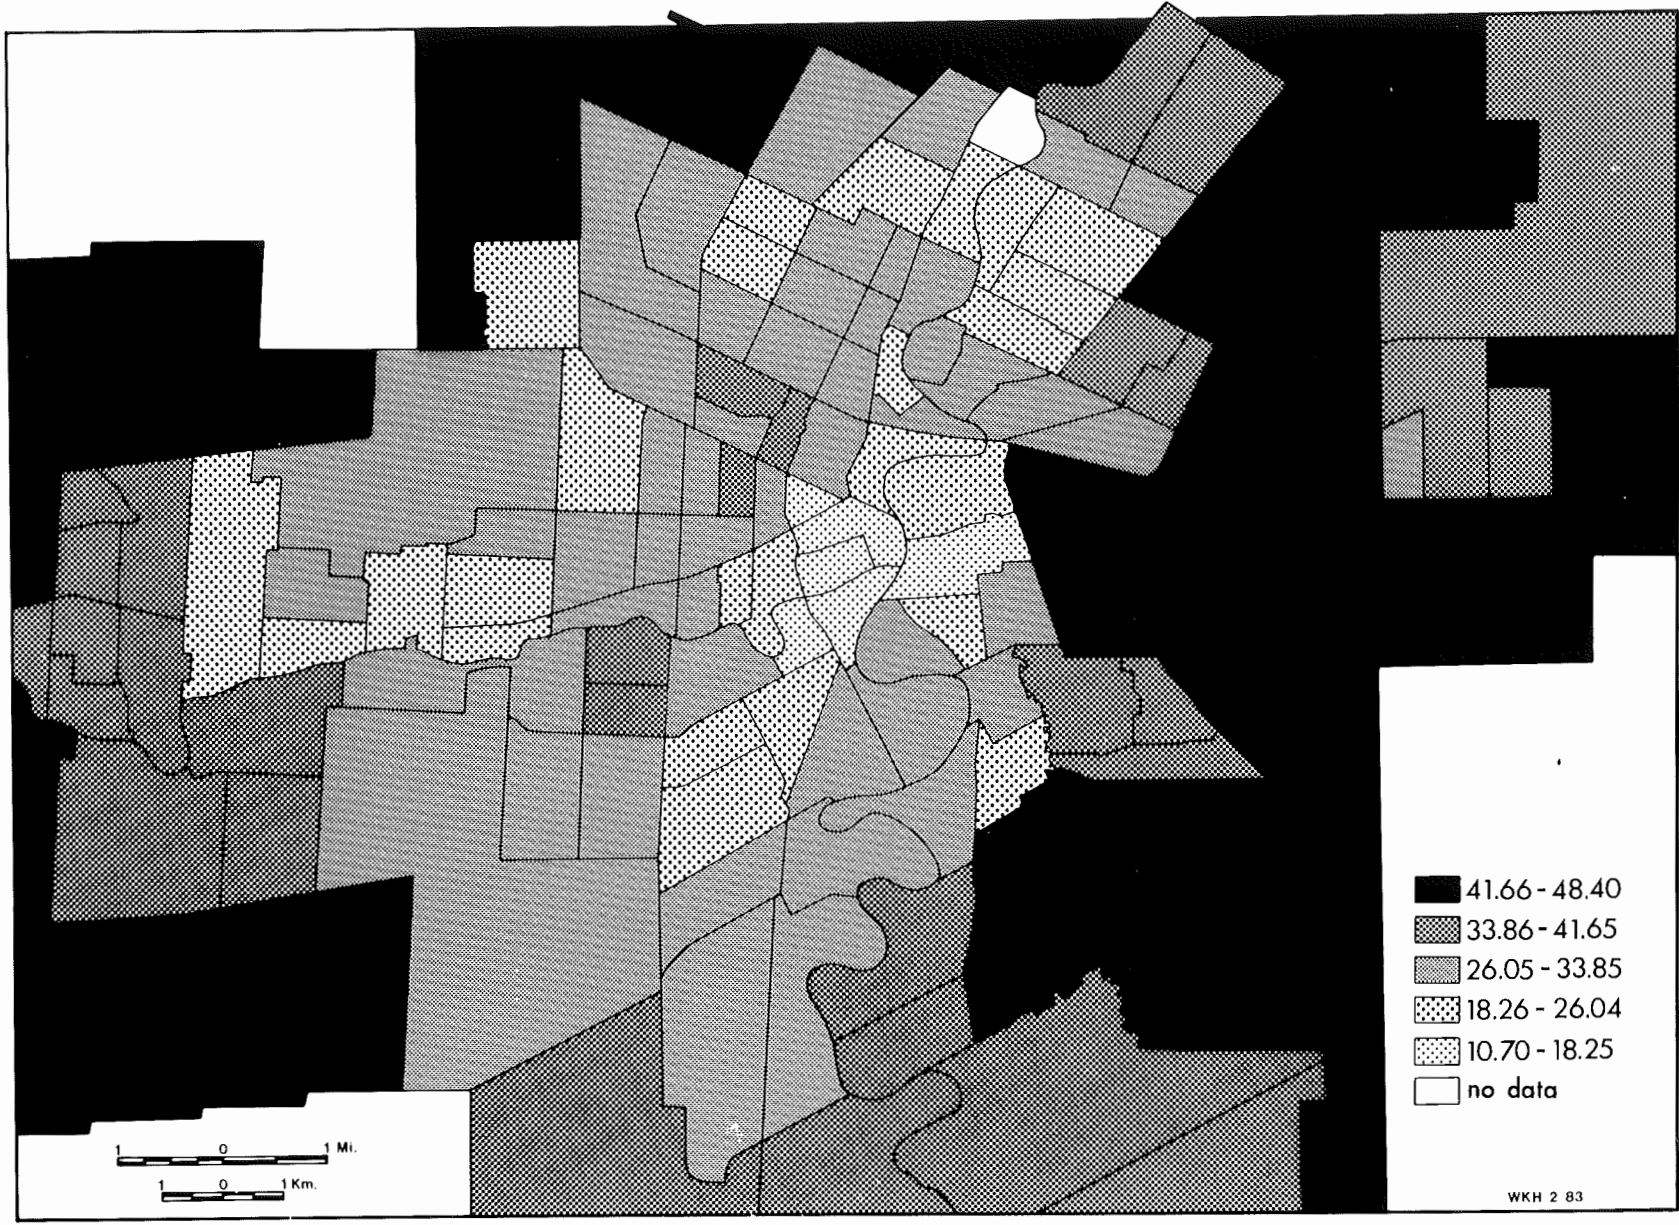 41.66 - 48.40
33.86 - 41.65
26.05 - 33.85
18.26 - 26.04
10.70 - 18.25
no data
1 0 1 Mi.
1 0 1 Km.
WKH 2 83